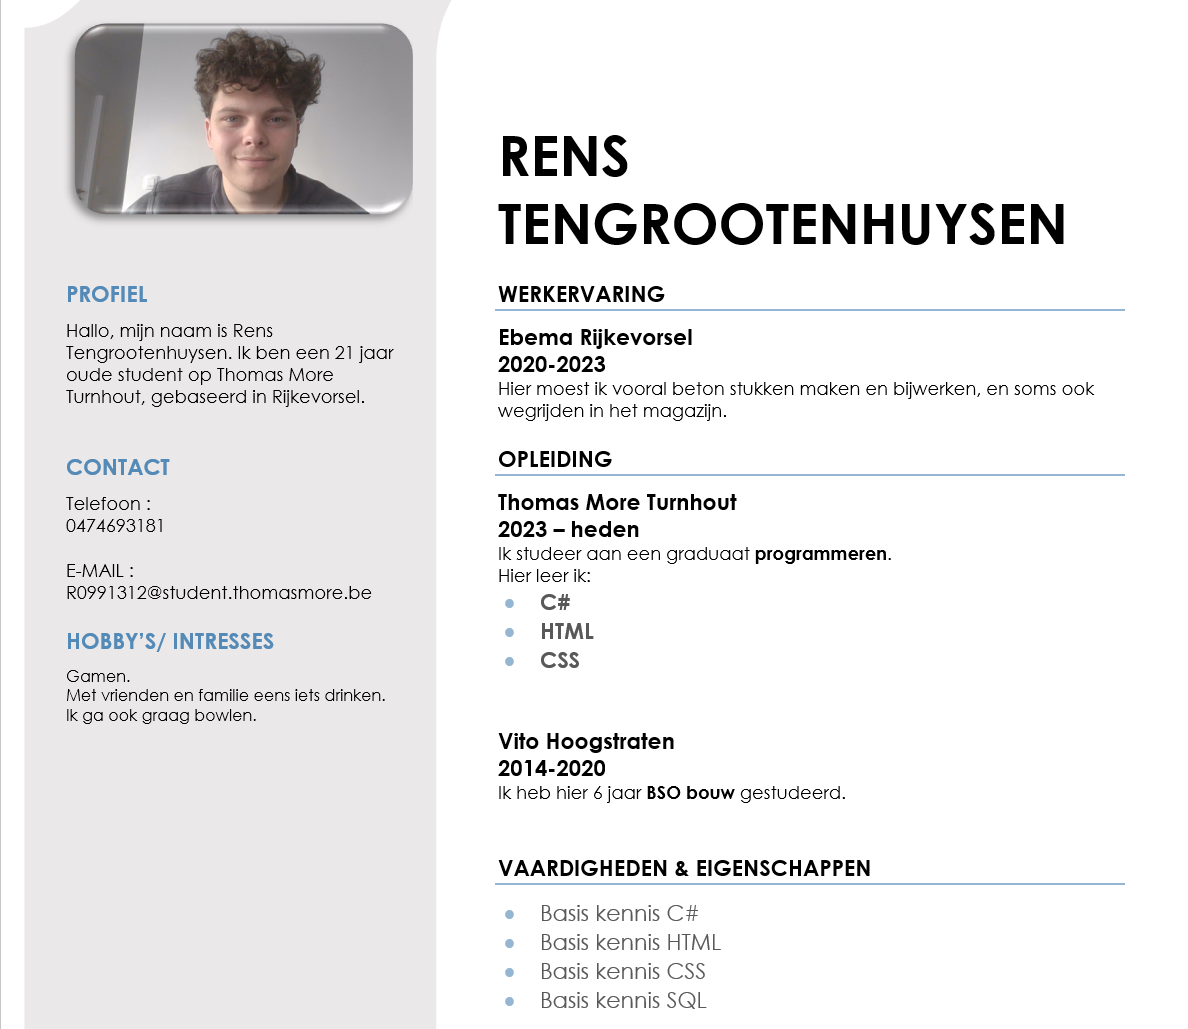 RENS
TENGROOTENHUYSEN
PROFIEL
Hallo, mijn naam is Rens
Tengrootenhuysen. Ik ben een 21 jaar
oude student op Thomas More
Turnhout, gebaseerd in Rijkevorsel.
CONTACT
Telefoon :
0474693181
E-MAIL :
R0991312@student.thomasmore.be
HOBBY’S/ INTRESSES
Gamen.
Met vrienden en familie eens iets drinken.
Ik ga ook graag bowlen.
WERKERVARING
Ebema Rijkevorsel
2020-2023
Hier moest ik vooral beton stukken maken en bijwerken, en soms ook
wegrijden in het magazijn.
OPLEIDING
Thomas More Turnhout
2023 – heden
Ik studeer aan een graduaat programmeren.
Hier leer ik:
• C#
• HTML
• CSS
Vito Hoogstraten
2014-2020
Ik heb hier 6 jaar BSO bouw gestudeerd.
VAARDIGHEDEN & EIGENSCHAPPEN
• Basis kennis C#
• Basis kennis HTML
• Basis kennis CSS
• Basis kennis SQL